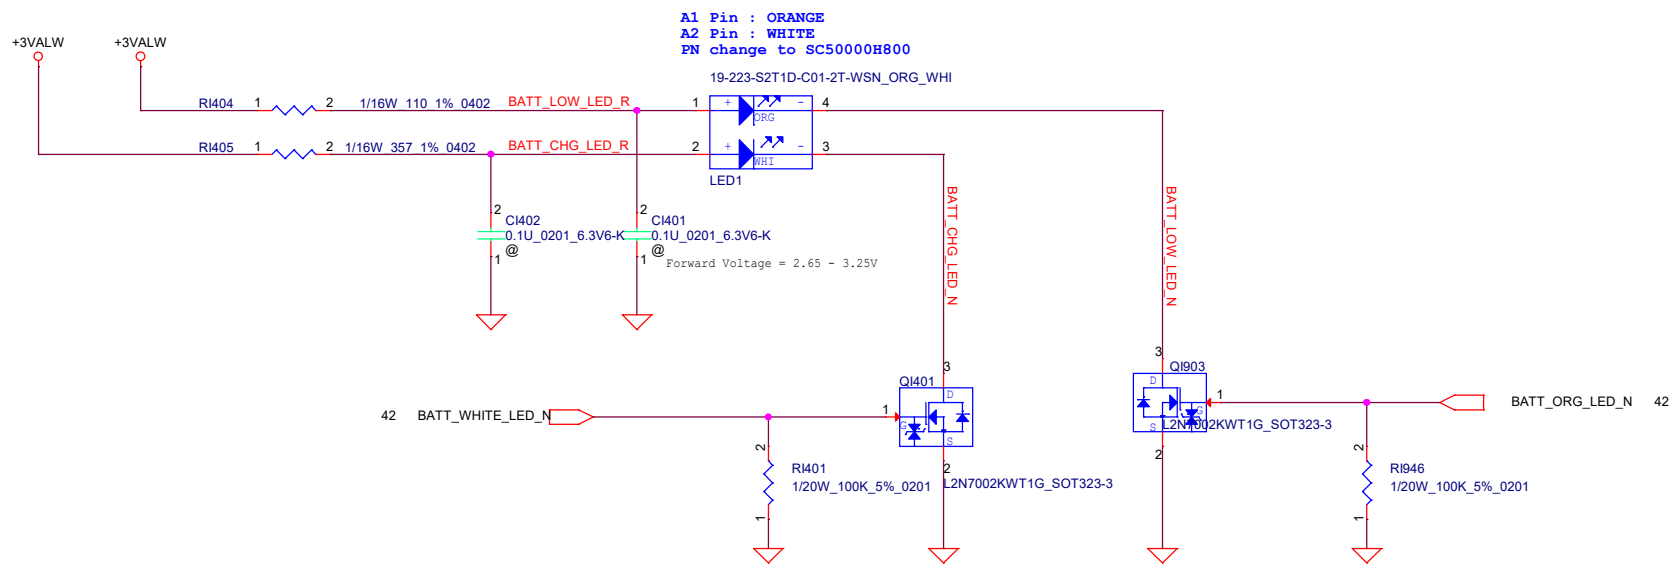 A1 Pin : ORANGE
A2 Pin : WHITE
PN change to SC50000H800
+3VALW
+3VALW
19-223-S2T1D-C01-2T-WSN_ORG_WHI
RI404
1
2
1/16W_110_1%_0402
BATT_LOW_LED_R
1
+
-
4
ORG
RI405
1
2
1/16W_357_1%_0402
BATT_CHG_LED_R
2
+
-
3
WHI
LED1
2
CI402
0.1U_0201_6.3V6-K
@
1
2
CI401
0.1U_0201_6.3V6-K
@
1
Forward Voltage = 2.65 - 3.25V
BATT_CHG_LED_N
BATT_LOW_LED_N
3
QI401
D
1
G
S
2
L2N7002KWT1G_SOT323-3
3
QI903
D
1
G
S
2
L2N7002KWT1G_SOT323-3
42
BATT_WHITE_LED_N
BATT_ORG_LED_N
42
2
RI401
1/20W_100K_5%_0201
1
2
RI946
1/20W_100K_5%_0201
1